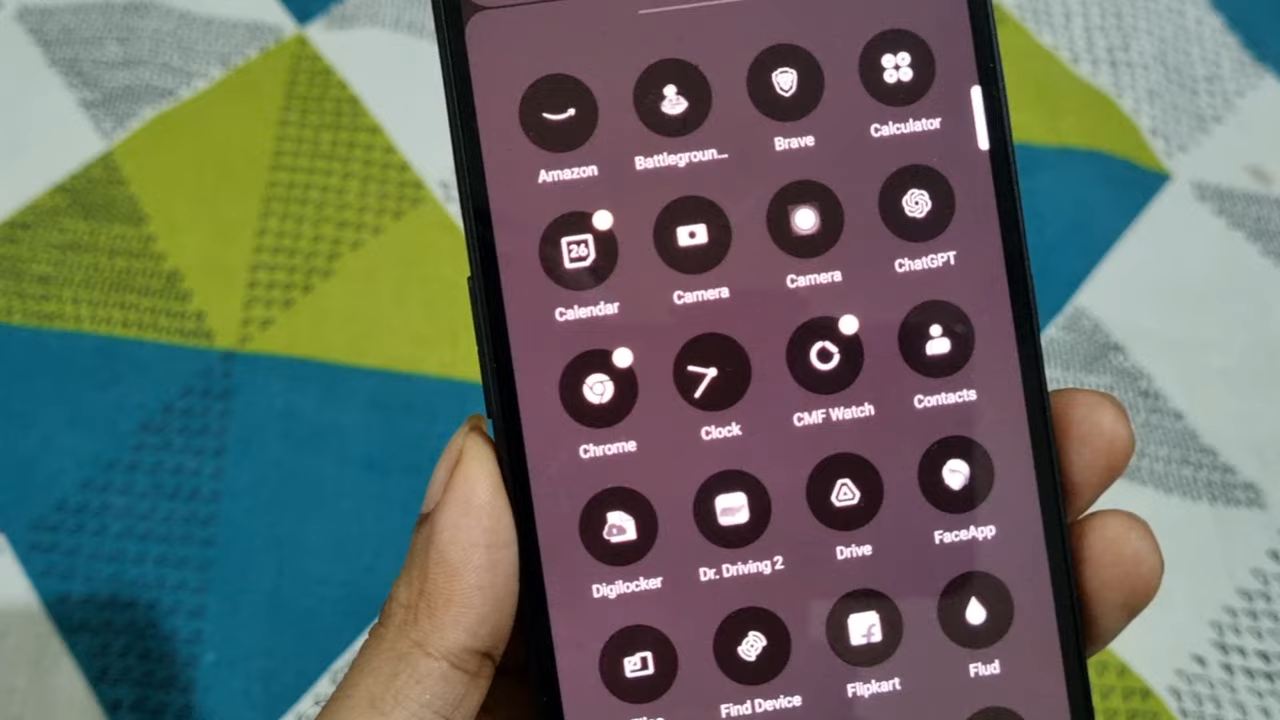 Amazon
Battlegroun...
Brave
Calculator
26
Calendar
Camera
Camera
ChatGPT
Chrome
Clock
CMF Watch
Contacts
Digilocker
Dr. Driving 2
Drive
FaceApp
Find Device
Flipkart
Flud